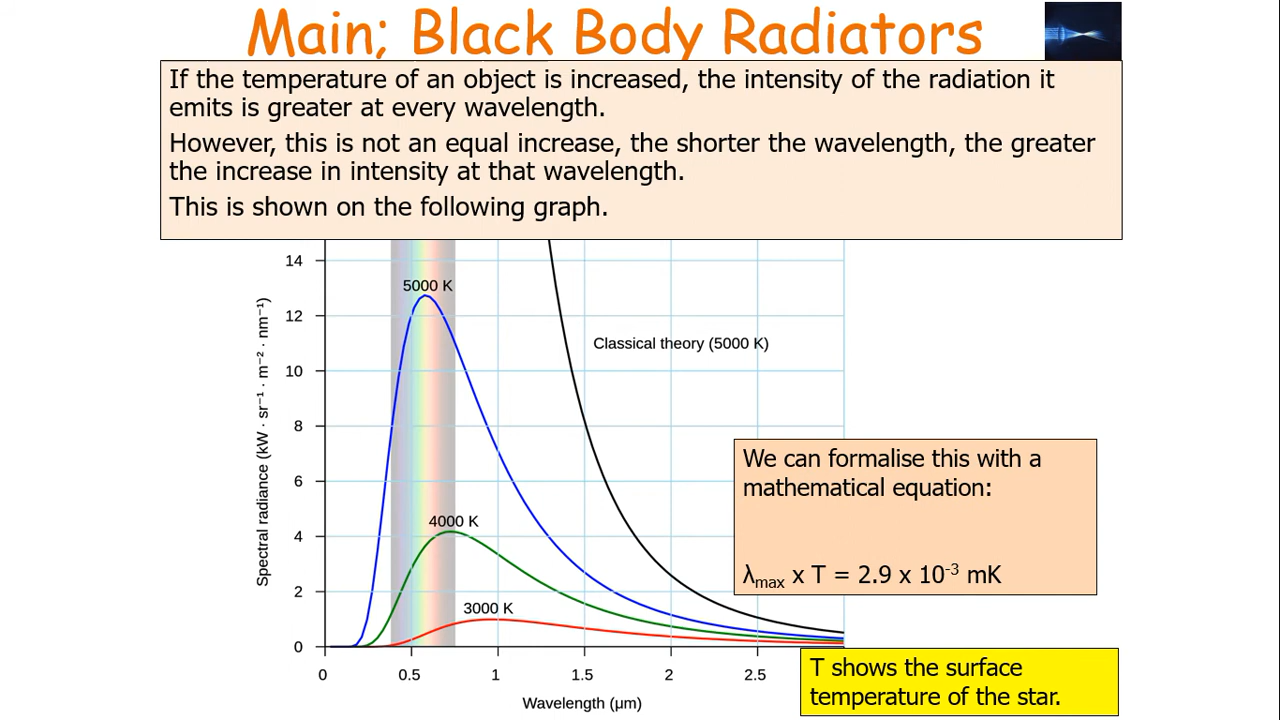 Main; Black Body Radiators
If the temperature of an object is increased, the intensity of the radiation it
emits is greater at every wavelength.
However, this is not an equal increase, the shorter the wavelength, the greater
the increase in intensity at that wavelength.
This is shown on the following graph.
14
12
10
8
6
4
2
0
Spectral radiance (kW · sr⁻¹ · m⁻² · nm⁻¹)
5000 K
4000 K
3000 K
Classical theory (5000 K)
We can formalise this with a
mathematical equation:
λmax x T = 2.9 x 10⁻³ mK
0 0.5 1 1.5 2 2.5
Wavelength (μm)
T shows the surface
temperature of the star.